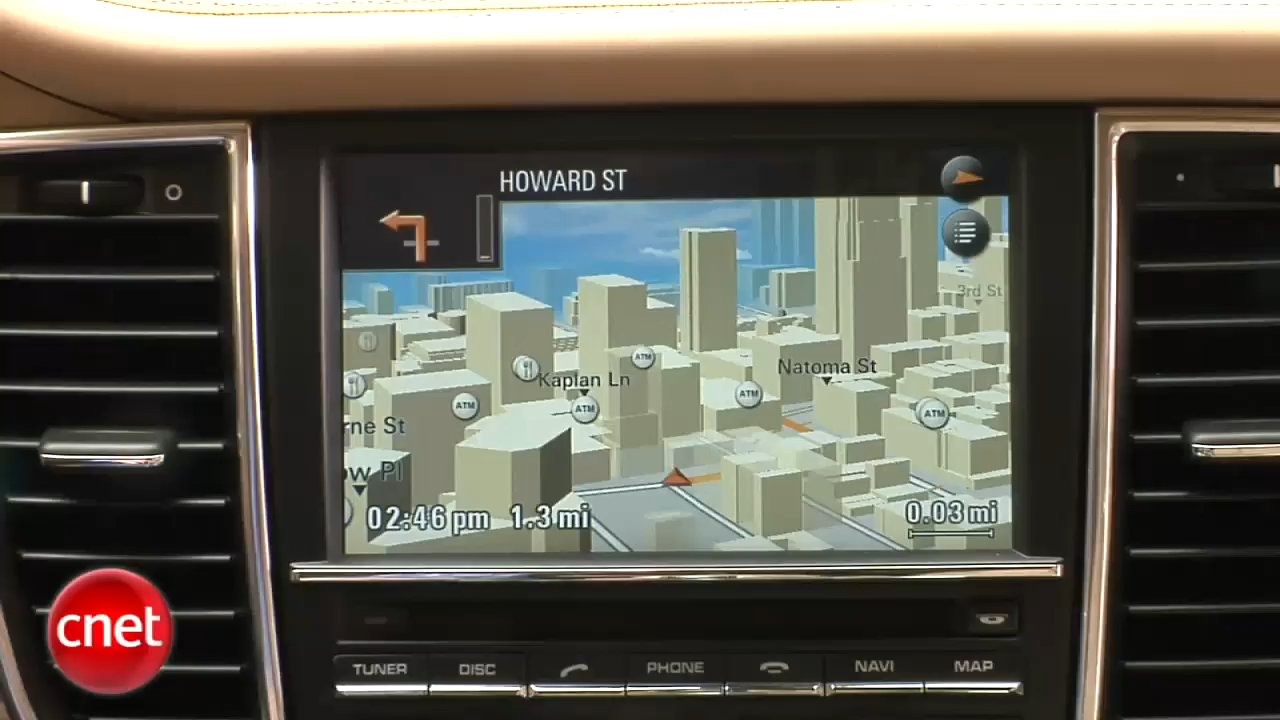 HOWARD ST
3rd St
Natoma St
ATM
Kaplan Ln
ATM
ATM
ATM
ATM
rne St
ow Pl
02:46 pm 1.3 mi
0.03 mi
cnet
TUNER
DISC
PHONE
NAVI
MAP